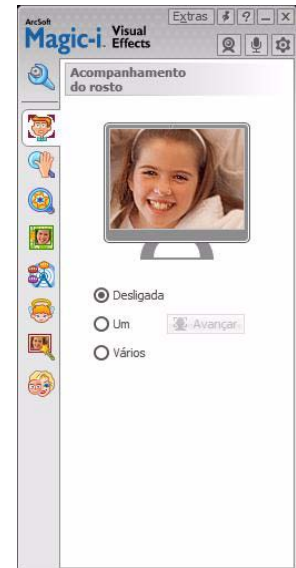 ArcSoft
Magic-i Visual Effects
Extras
?
Acompanhamento
do rosto
Desligada
Um
Avançar
Vários